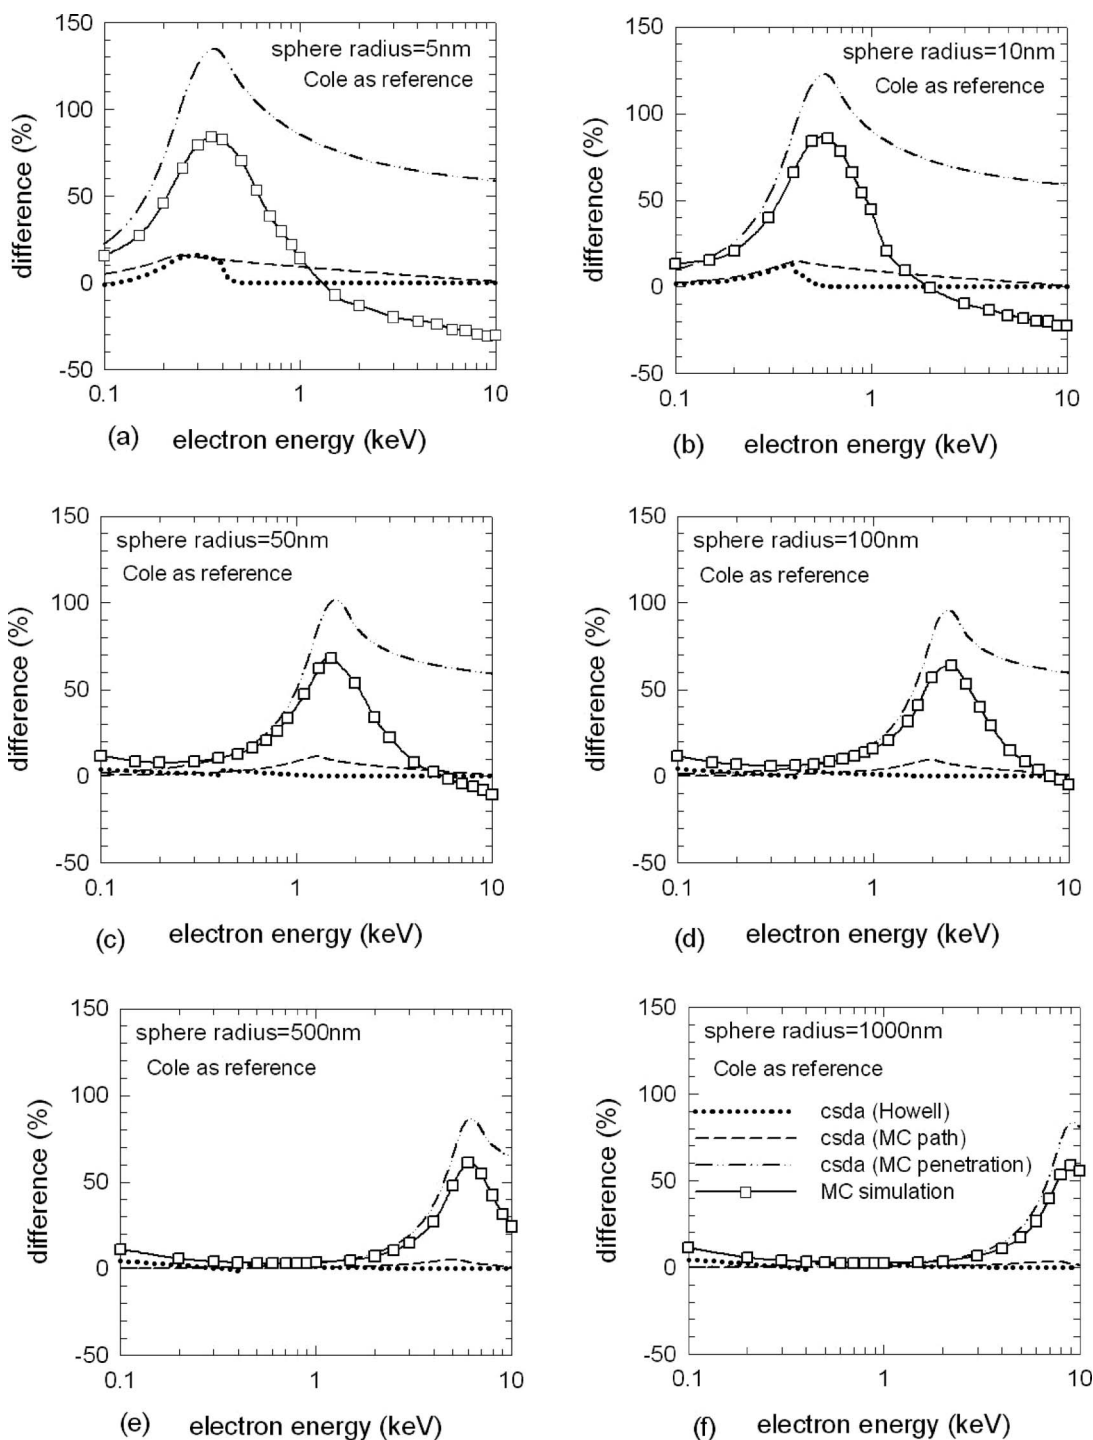 150
100
50
0
-50
difference (%)
sphere radius=5nm
Cole as reference
0.1
1
10
(a) electron energy (keV)
150
100
50
0
-50
difference (%)
sphere radius=10nm
Cole as reference
0.1
1
10
(b) electron energy (keV)
150
100
50
0
-50
difference (%)
sphere radius=50nm
Cole as reference
0.1
1
10
(c) electron energy (keV)
150
100
50
0
-50
difference (%)
sphere radius=100nm
Cole as reference
0.1
1
10
(d) electron energy (keV)
150
100
50
0
-50
difference (%)
sphere radius=500nm
Cole as reference
0.1
1
10
(e) electron energy (keV)
150
100
50
0
-50
difference (%)
sphere radius=1000nm
Cole as reference
csda (Howell)
csda (MC path)
csda (MC penetration)
MC simulation
0.1
1
10
(f) electron energy (keV)